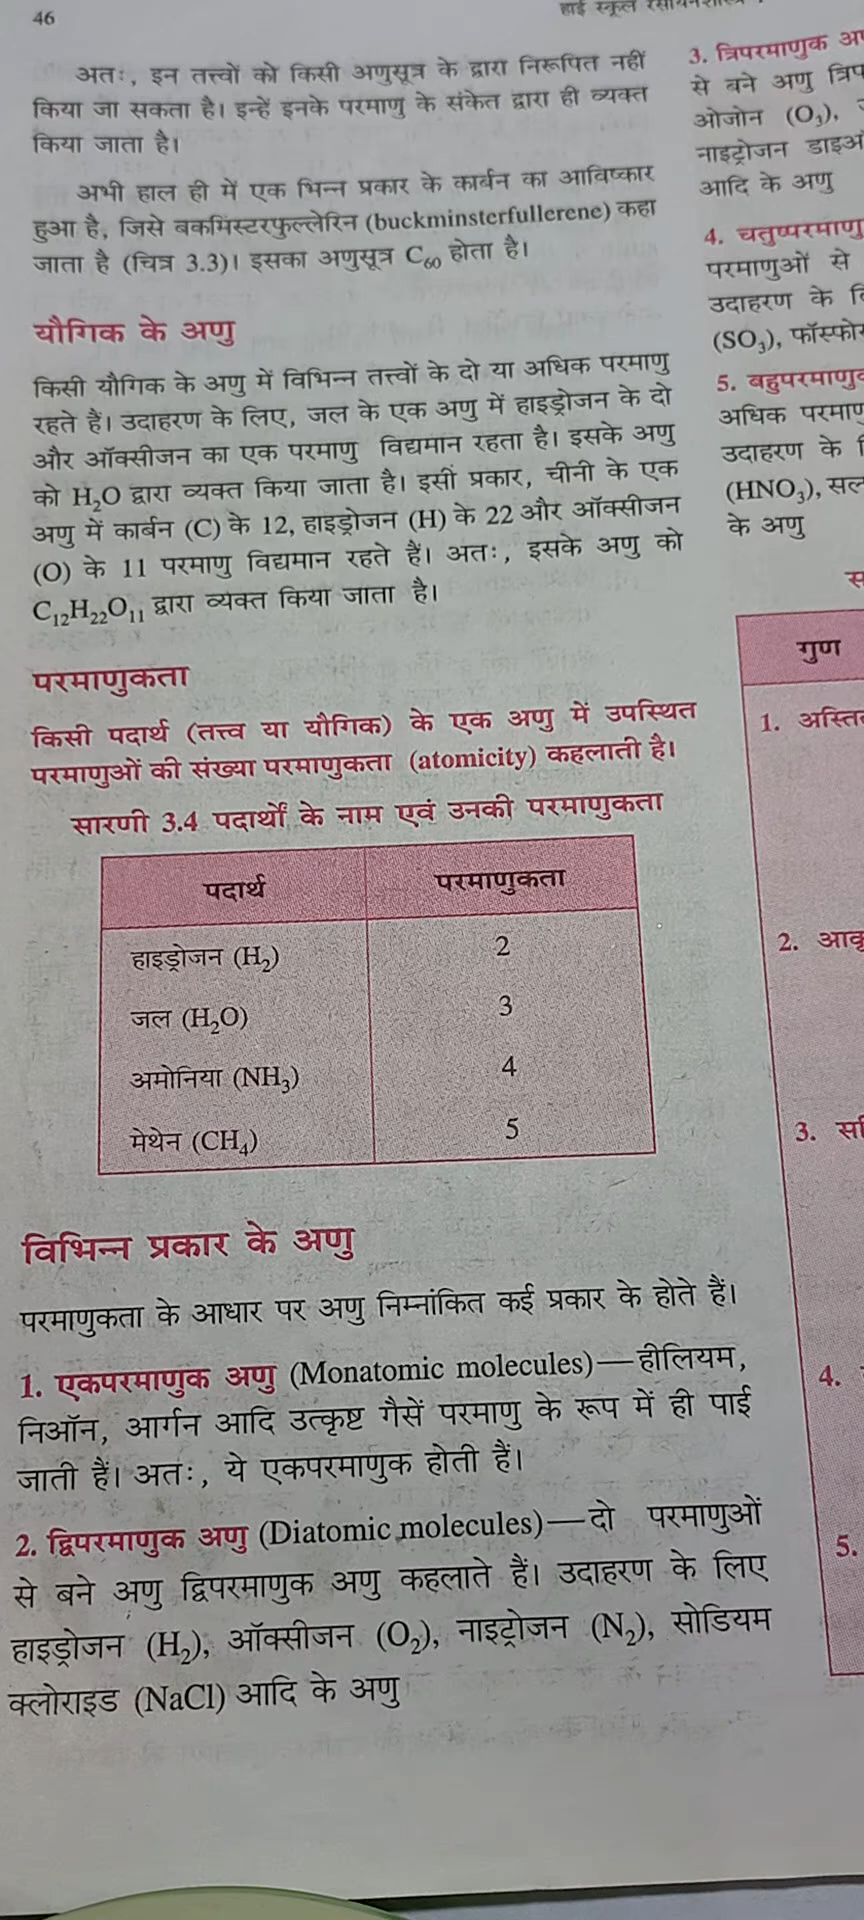 46
हाई स्कूल
अतः, इन तत्त्वों को किसी अणुसूत्र के द्वारा निरूपित नहीं
किया जा सकता है। इन्हें इनके परमाणु के संकेत द्वारा ही व्यक्त
किया जाता है।
अभी हाल ही में एक भिन्न प्रकार के कार्बन का आविष्कार
हुआ है, जिसे बकमिस्टरफुल्लेरिन (buckminsterfullerene) कहा
जाता है (चित्र 3.3)। इसका अणुसूत्र C₆₀ होता है।
यौगिक के अणु
किसी यौगिक के अणु में विभिन्न तत्त्वों के दो या अधिक परमाणु
रहते हैं। उदाहरण के लिए, जल के एक अणु में हाइड्रोजन के दो
और ऑक्सीजन का एक परमाणु विद्यमान रहता है। इसके अणु
को H₂O द्वारा व्यक्त किया जाता है। इसी प्रकार, चीनी के एक
अणु में कार्बन (C) के 12, हाइड्रोजन (H) के 22 और ऑक्सीजन
(O) के 11 परमाणु विद्यमान रहते हैं। अतः, इसके अणु को
C₁₂H₂₂O₁₁ द्वारा व्यक्त किया जाता है।
परमाणुकता
किसी पदार्थ (तत्त्व या यौगिक) के एक अणु में उपस्थित
परमाणुओं की संख्या परमाणुकता (atomicity) कहलाती है।
सारणी 3.4 पदार्थों के नाम एवं उनकी परमाणुकता
पदार्थ परमाणुकता
हाइड्रोजन (H₂) 2
जल (H₂O) 3
अमोनिया (NH₃) 4
मेथेन (CH₄) 5
विभिन्न प्रकार के अणु
परमाणुकता के आधार पर अणु निम्नांकित कई प्रकार के होते हैं।
1. एकपरमाणुक अणु (Monatomic molecules)—हीलियम,
निऑन, आर्गन आदि उत्कृष्ट गैसें परमाणु के रूप में ही पाई
जाती हैं। अतः, ये एकपरमाणुक होती हैं।
2. द्विपरमाणुक अणु (Diatomic molecules)—दो परमाणुओं
से बने अणु द्विपरमाणुक अणु कहलाते हैं। उदाहरण के लिए
हाइड्रोजन (H₂), ऑक्सीजन (O₂), नाइट्रोजन (N₂), सोडियम
क्लोराइड (NaCl) आदि के अणु
3. त्रिपरमाणुक
से बने अणु
ओजोन (O₃),
नाइट्रोजन
आदि के अणु
4.
परमाणुओं से
उदाहरण के
(SO₃),
5.
अधिक
उदाहरण के
(HNO₃),
के अणु
गुण
1.
2.
3.
4.
5.